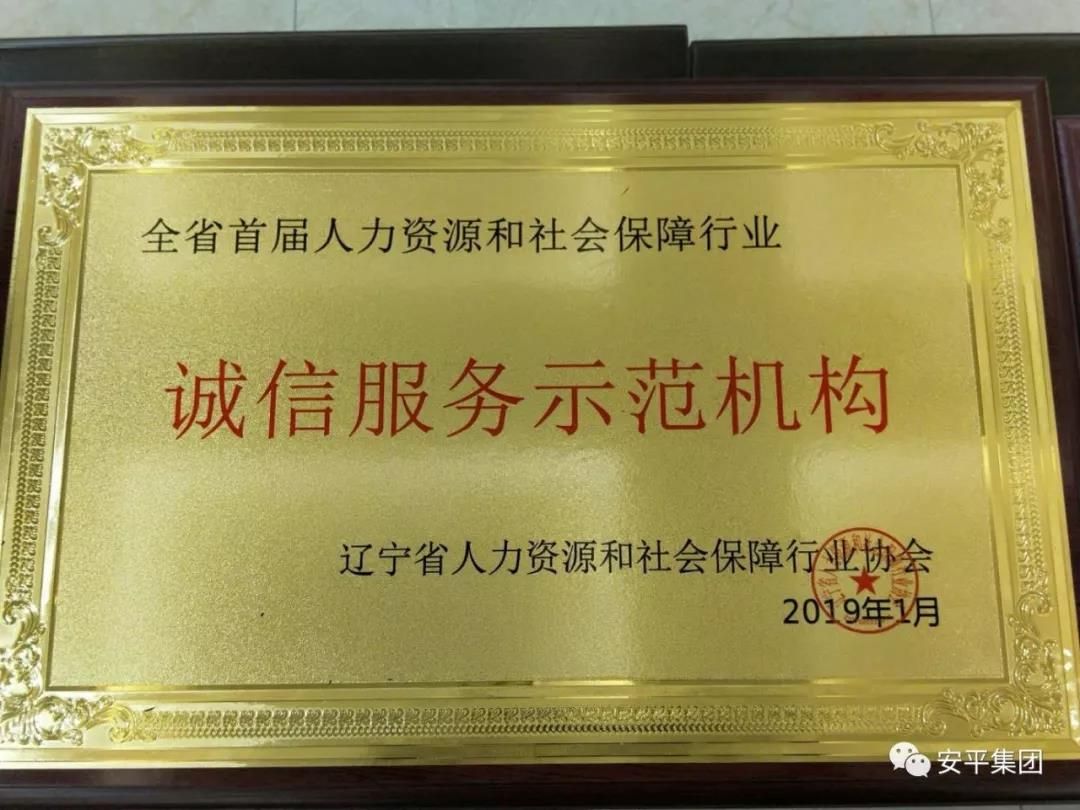 全省首届人力资源和社会保障行业
诚信服务示范机构
辽宁省人力资源和社会保障行业协会
2019年1月
安平集团